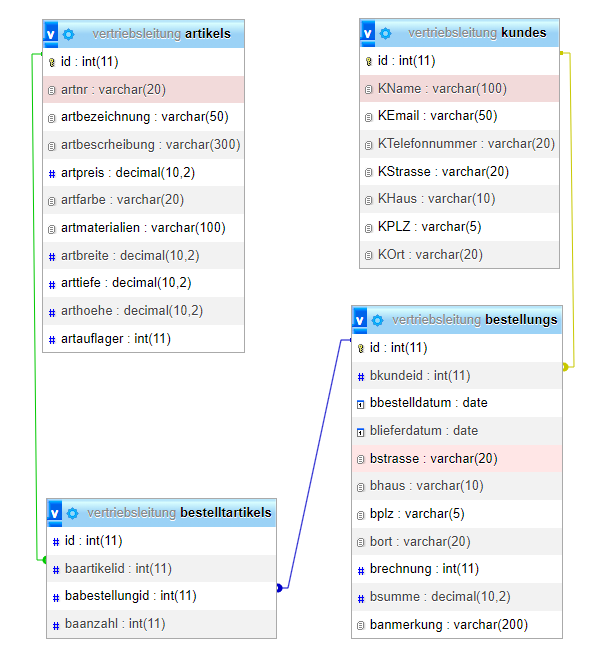 vertriebsleitung artikels
id : int(11)
artnr : varchar(20)
artbezeichnung : varchar(50)
artbescrheibung : varchar(300)
artpreis : decimal(10,2)
artfarbe : varchar(20)
artmaterialien : varchar(100)
artbreite : decimal(10,2)
arttiefe : decimal(10,2)
arthoehe : decimal(10,2)
artauflager : int(11)
vertriebsleitung kundes
id : int(11)
KName : varchar(100)
KEmail : varchar(50)
KTelefonnummer : varchar(20)
KStrasse : varchar(20)
KHaus : varchar(10)
KPLZ : varchar(5)
KOrt : varchar(20)
vertriebsleitung bestellungs
id : int(11)
bkundeid : int(11)
bbestelldatum : date
blieferdatum : date
bstrasse : varchar(20)
bhaus : varchar(10)
bplz : varchar(5)
bort : varchar(20)
brechnung : int(11)
bsumme : decimal(10,2)
banmerkung : varchar(200)
vertriebsleitung bestelltartikels
id : int(11)
baartikelid : int(11)
babestellungid : int(11)
baanzahl : int(11)